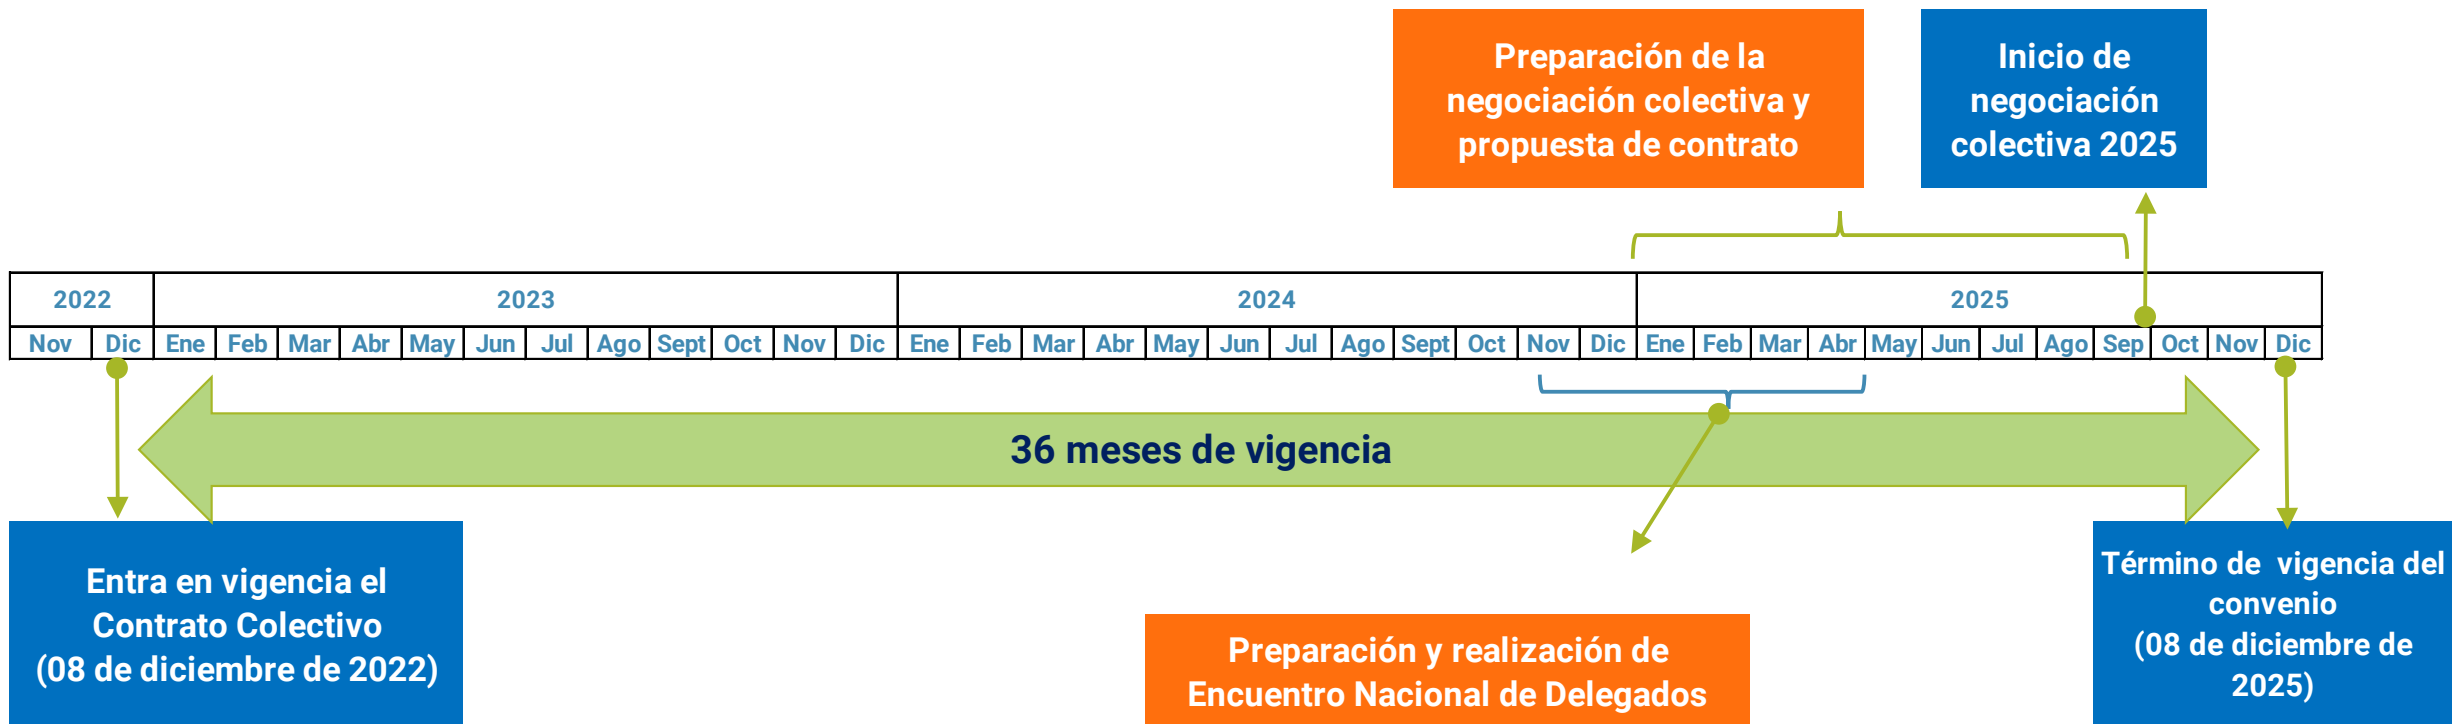 Preparación de la
negociación colectiva y
propuesta de contrato
Inicio de
negociación
colectiva 2025
2022 2023 2024 2025
Nov Dic Ene Feb Mar Abr May Jun Jul Ago Sept Oct Nov Dic Ene Feb Mar Abr May Jun Jul Ago Sept Oct Nov Dic Ene Feb Mar Abr May Jun Jul Ago Sep Oct Nov Dic
36 meses de vigencia
Entra en vigencia el
Contrato Colectivo
(08 de diciembre de 2022)
Preparación y realización de
Encuentro Nacional de Delegados
Término de vigencia del
convenio
(08 de diciembre de
2025)